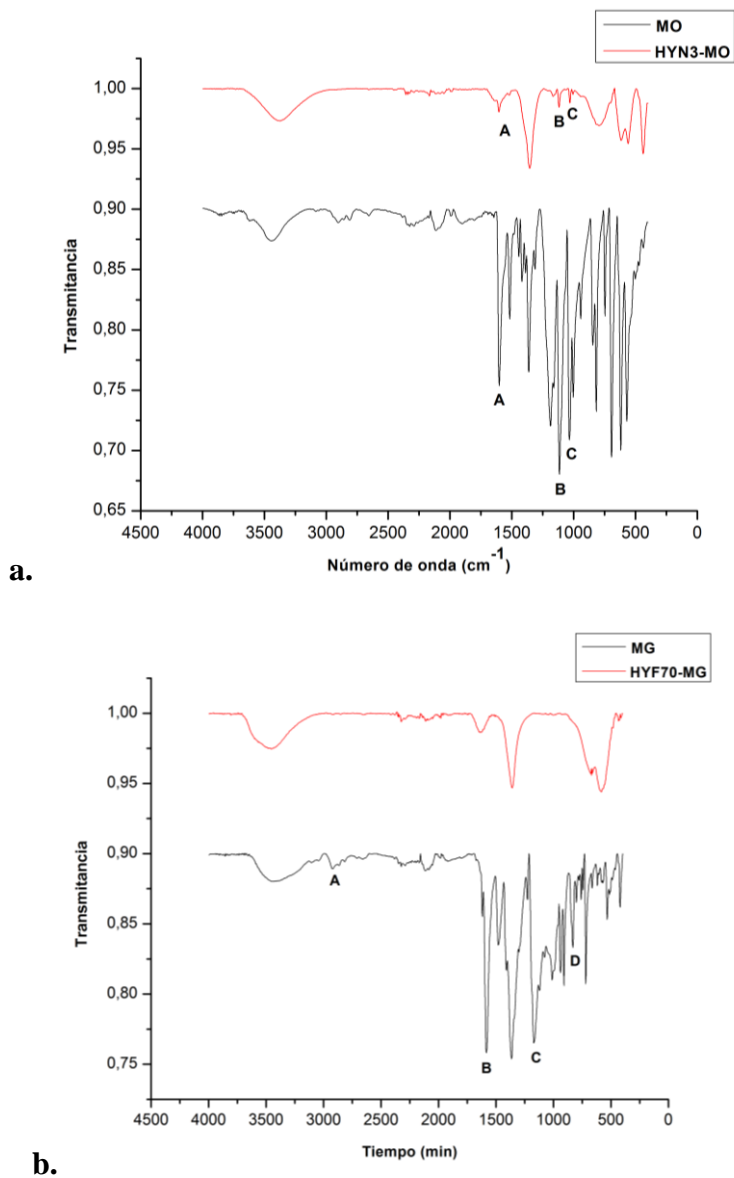 MO
HYN3-MO
1,00
0,95
0,90
0,85
0,80
0,75
0,70
0,65
Transmitancia
A
B
C
A
B
C
4500 4000 3500 3000 2500 2000 1500 1000 500 0
Número de onda (cm-1)
a.
MG
HYF70-MG
1,00
0,95
0,90
0,85
0,80
0,75
Transmitancia
A
B
C
D
4500 4000 3500 3000 2500 2000 1500 1000 500 0
Tiempo (min)
b.